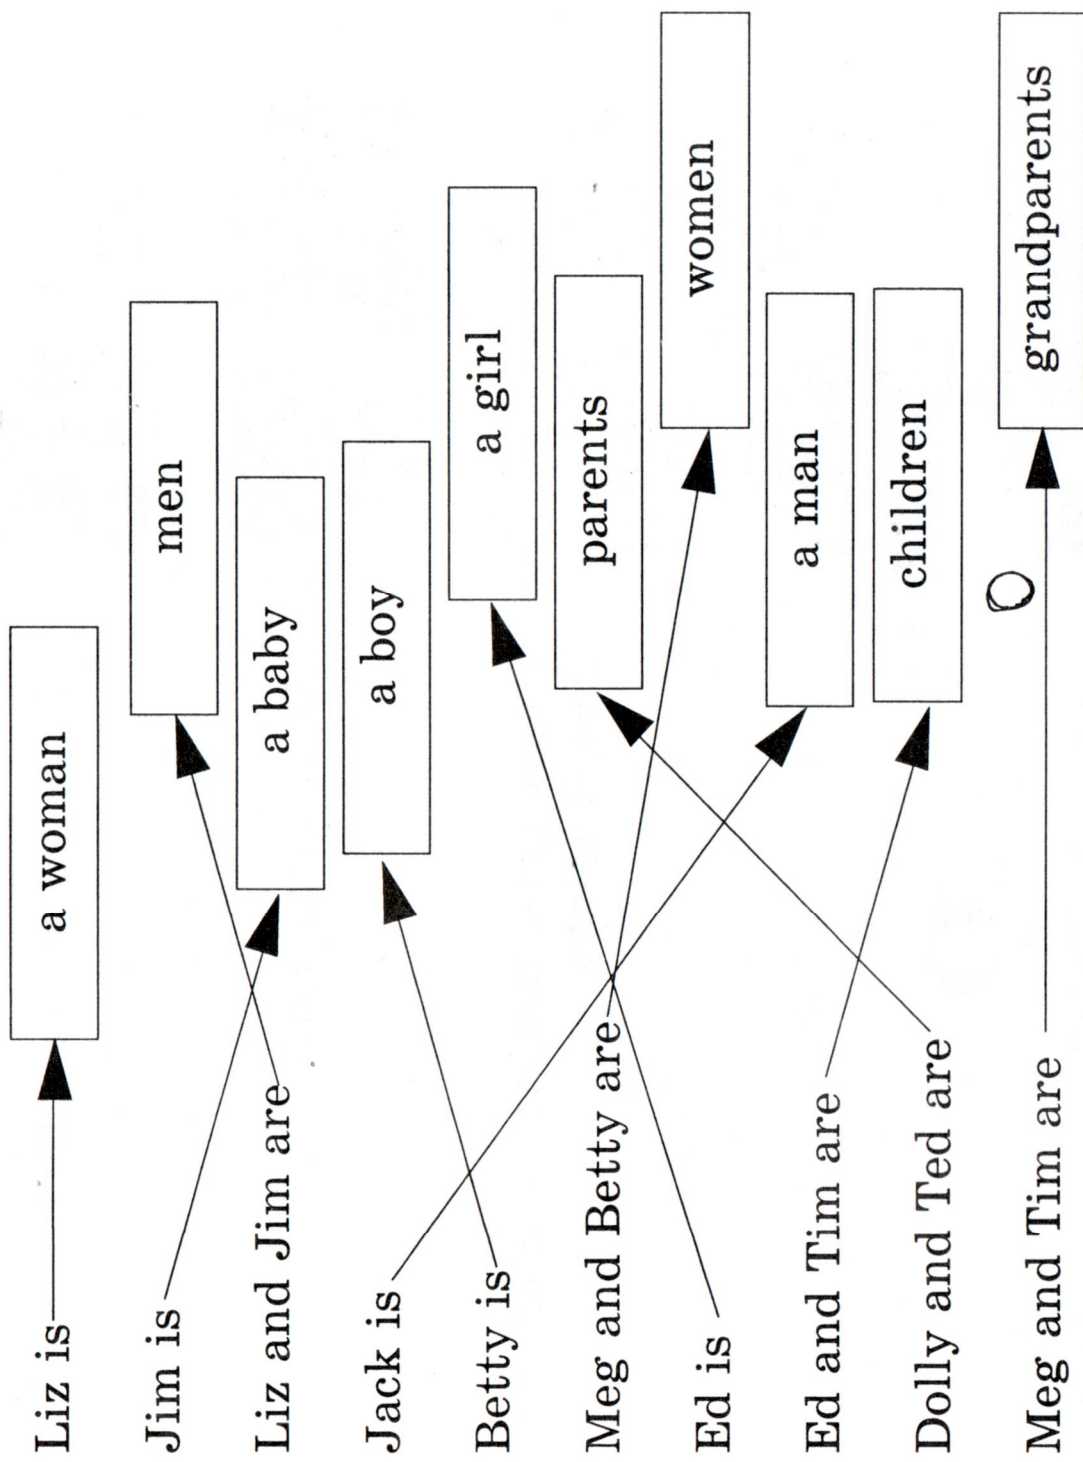 Liz is a woman
Jim is men
Liz and Jim are a baby
Jack is a boy
Betty is a girl
Meg and Betty are parents
Ed is women
Ed and Tim are a man
Dolly and Ted are children
Meg and Tim are grandparents